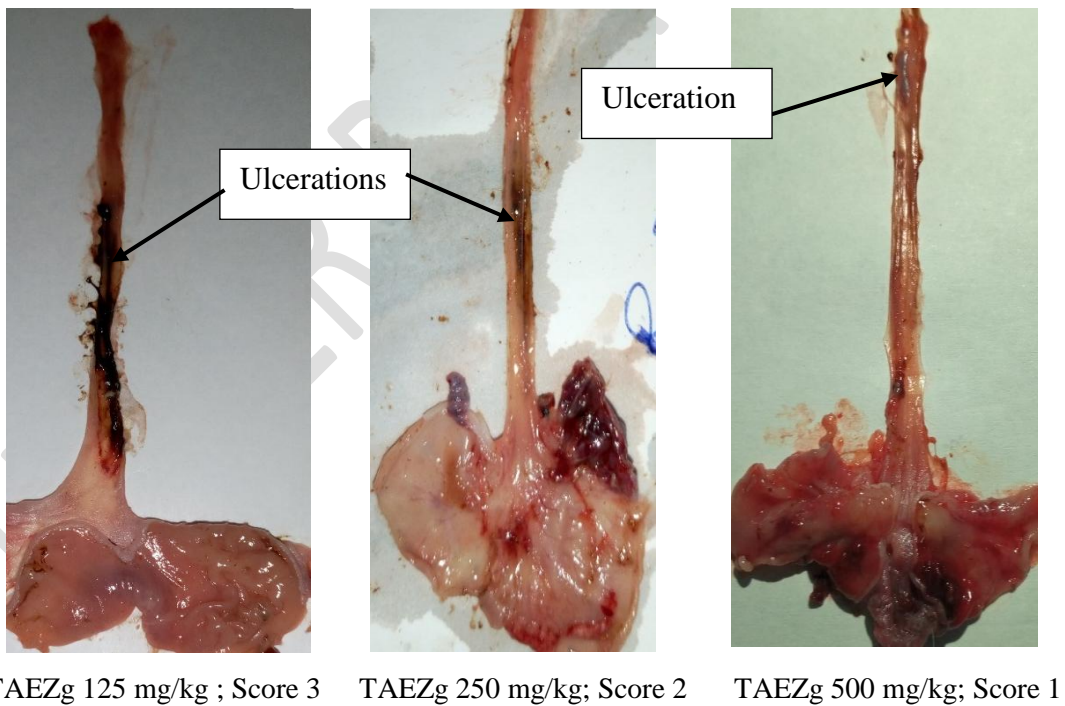 Ulceration
Ulcerations
TAEZg 125 mg/kg ; Score 3 TAEZg 250 mg/kg; Score 2 TAEZg 500 mg/kg; Score 1